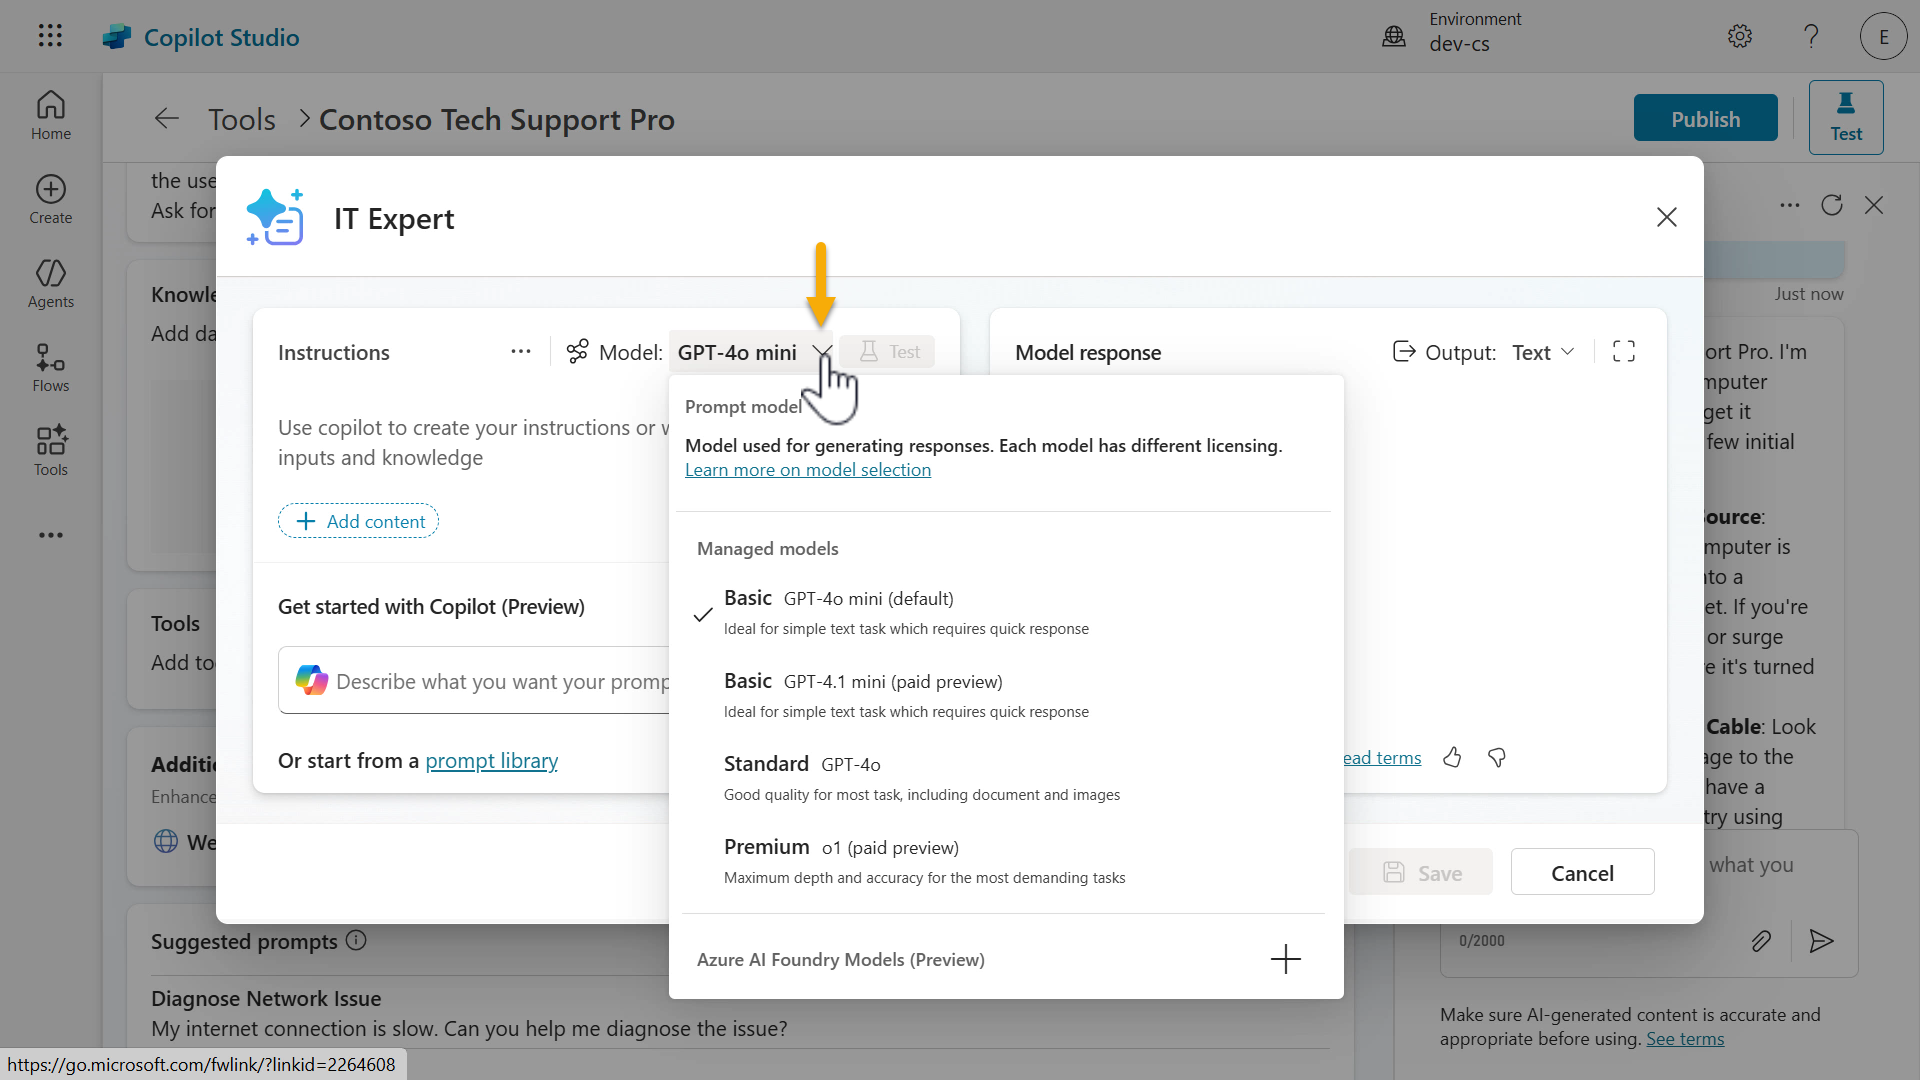 Copilot Studio
Environment
dev-cs
E
Home
Create
Agents
Flows
Tools
Tools > Contoso Tech Support Pro
Publish
Test
the use
Ask for
Knowle
Add da
Tools
Add to
Additi
Enhance
We
Suggested prompts
Diagnose Network Issue
My internet connection is slow. Can you help me diagnose the issue?
https://go.microsoft.com/fwlink/?linkid=2264608
IT Expert
Instructions
Model: GPT-4o mini
Test
Use copilot to create your instructions or w
inputs and knowledge
Add content
Get started with Copilot (Preview)
Describe what you want your promp
Or start from a prompt library
Prompt model
Model used for generating responses. Each model has different licensing.
Learn more on model selection
Managed models
Basic GPT-4o mini (default)
Ideal for simple text task which requires quick response
Basic GPT-4.1 mini (paid preview)
Ideal for simple text task which requires quick response
Standard GPT-4o
Good quality for most task, including document and images
Premium o1 (paid preview)
Maximum depth and accuracy for the most demanding tasks
Azure AI Foundry Models (Preview)
Model response
Output: Text
ead terms
Save
Cancel
Just now
ort Pro. I'm
mputer
get it
few initial
Source:
mputer is
nto a
et. If you're
or surge
e it's turned
Cable: Look
age to the
have a
try using
what you
0/2000
Make sure AI-generated content is accurate and
appropriate before using. See terms